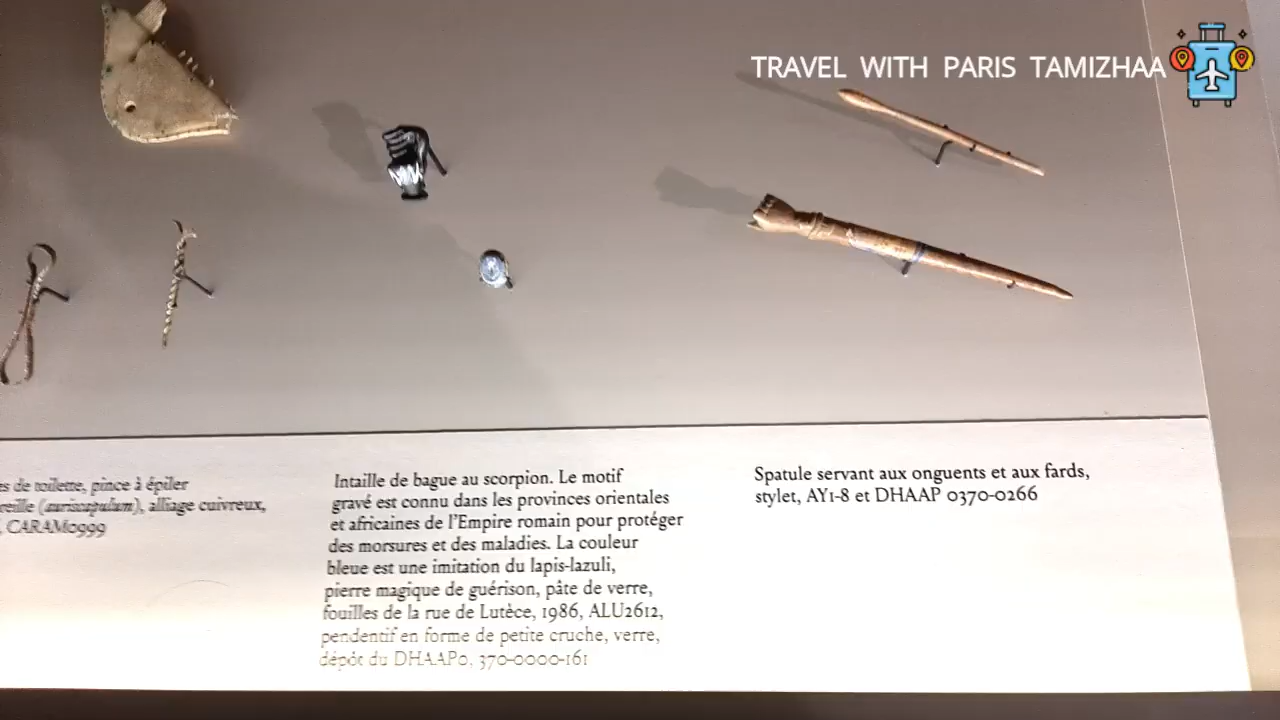 TRAVEL WITH PARIS TAMIZHAA
es de toilette, pince à épiler
reille (auriscapulum), alliage cuivreux,
, CARAM0999
Intaille de bague au scorpion. Le motif
gravé est connu dans les provinces orientales
et africaines de l'Empire romain pour protéger
des morsures et des maladies. La couleur
bleue est une imitation du lapis-lazuli,
pierre magique de guérison, pâte de verre,
fouilles de la rue de Lutèce, 1986, ALU2612,
pendentif en forme de petite cruche, verre,
dépôt du DHAAP0, 370-0000-161
Spatule servant aux onguents et aux fards,
stylet, AY1-8 et DHAAP 0370-0266